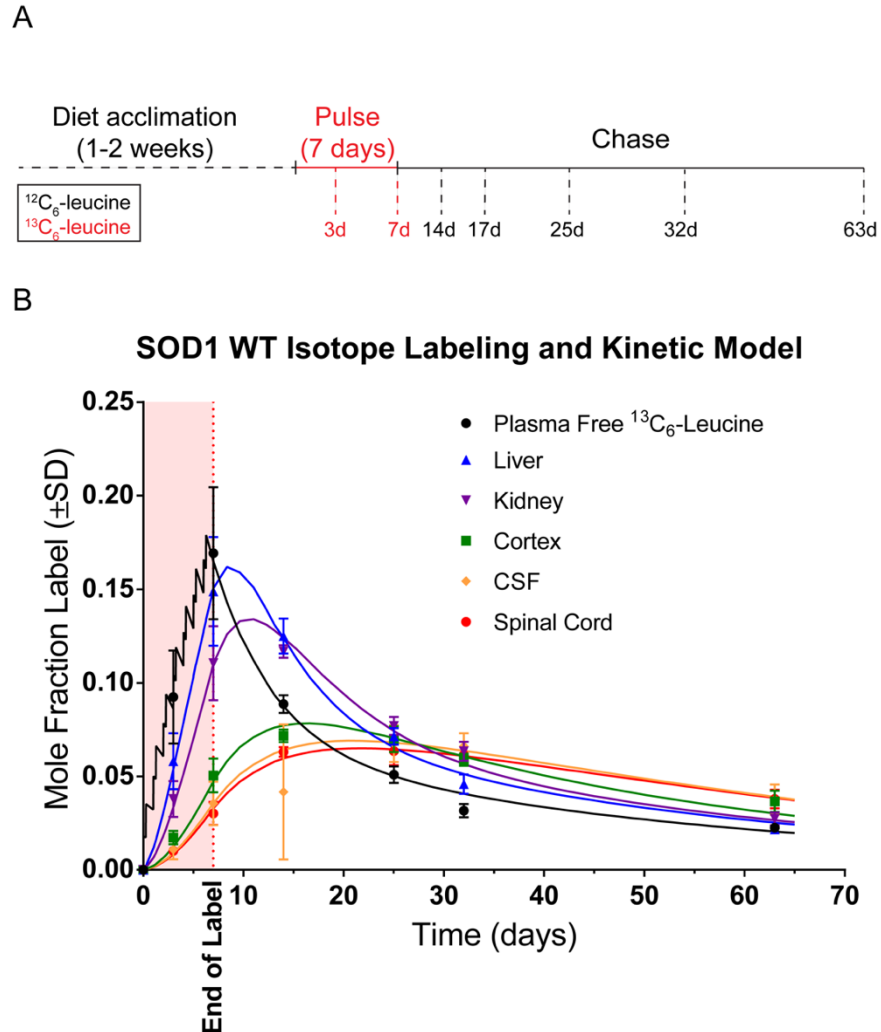 A
Diet acclimation
(1-2 weeks)
Pulse
(7 days)
Chase
¹²C₆-leucine
¹³C₆-leucine
3d 7d 14d 17d 25d 32d 63d
B
SOD1 WT Isotope Labeling and Kinetic Model
Mole Fraction Label (±SD)
0.25
0.20
0.15
0.10
0.05
0.00
Plasma Free ¹³C₆-Leucine
Liver
Kidney
Cortex
CSF
Spinal Cord
0 10 20 30 40 50 60 70
End of Label
Time (days)